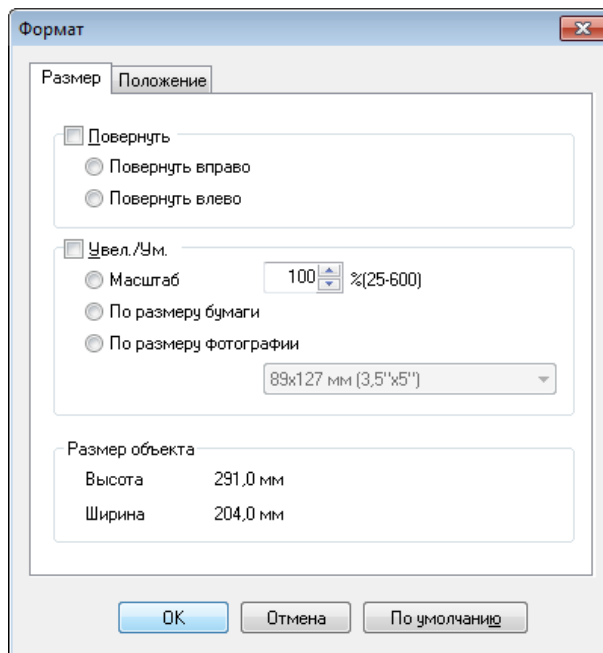 Формат
Размер Положение
Повернуть
Повернуть вправо
Повернуть влево
Увел./Ум.
Масштаб 100 %(25-600)
По размеру бумаги
По размеру фотографии
89x127 мм (3,5"x5")
Размер объекта
Высота 291,0 мм
Ширина 204,0 мм
OK Отмена По умолчанию